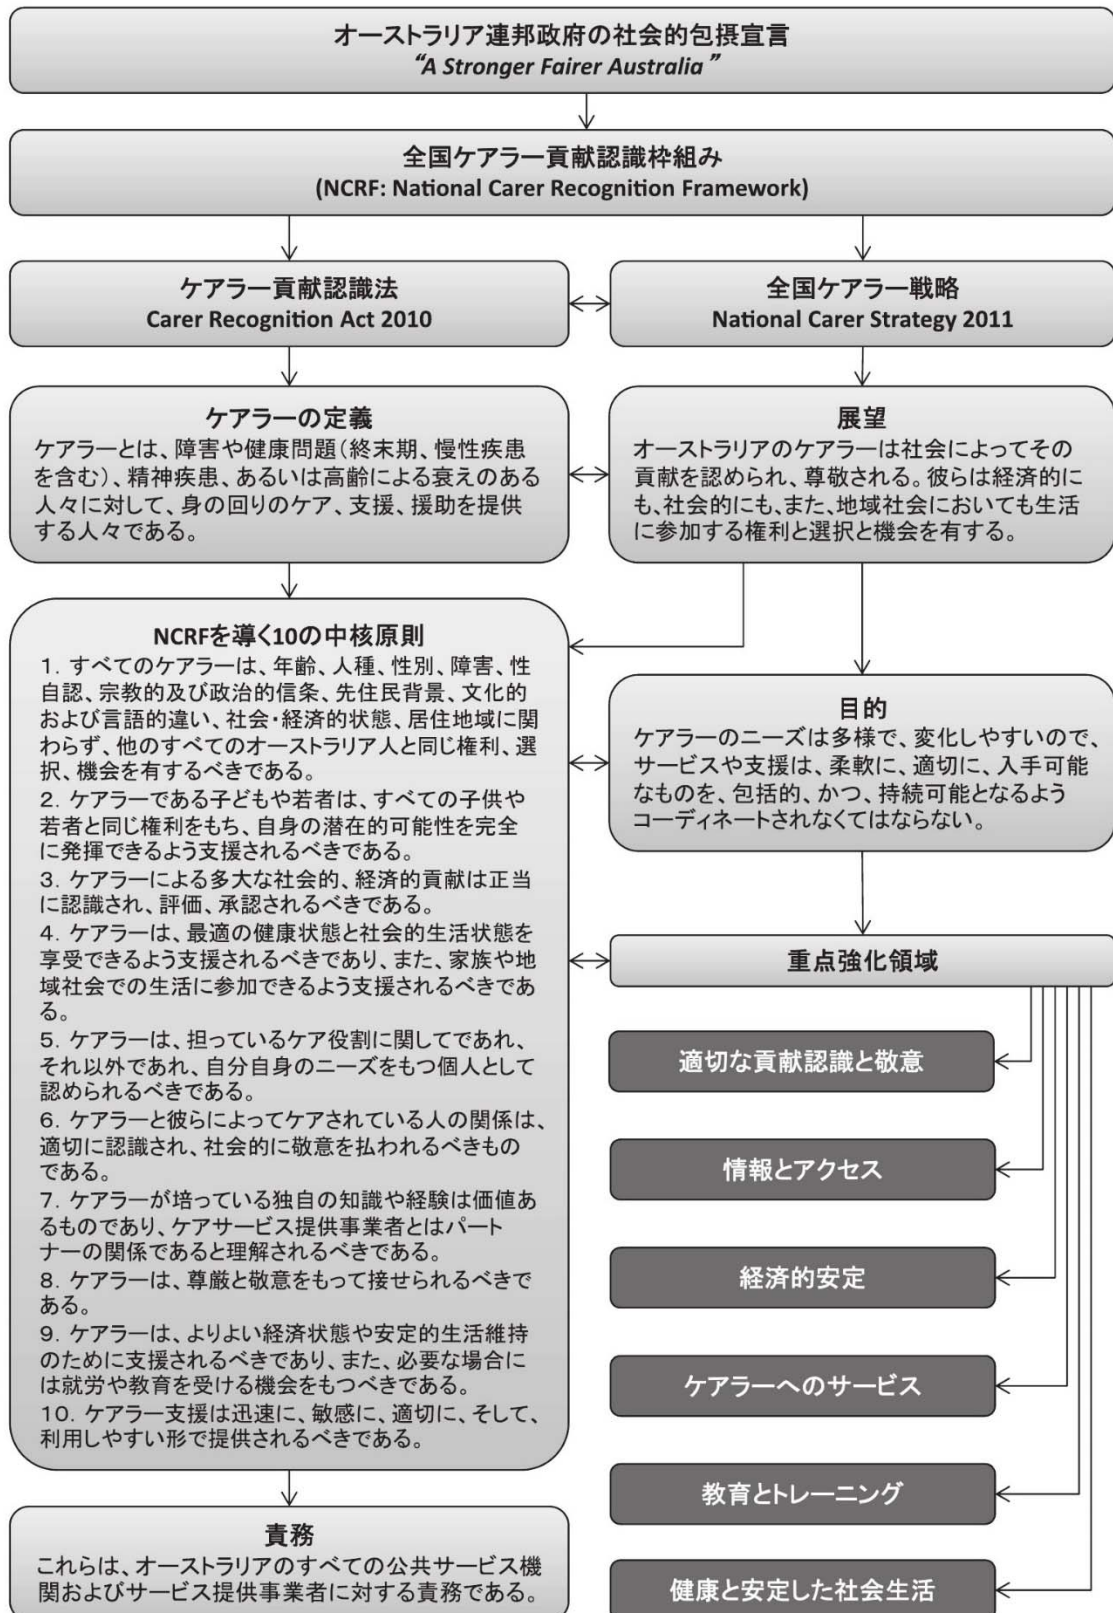 オーストラリア連邦政府の社会的包摂宣言
“A Stronger Fairer Australia”
全国ケアラー貢献認識枠組み
(NCRF: National Carer Recognition Framework)
ケアラー貢献認識法
Carer Recognition Act 2010
全国ケアラー戦略
National Carer Strategy 2011
ケアラーの定義
ケアラーとは、障害や健康問題(終末期、慢性疾患
を含む)、精神疾患、あるいは高齢による衰えのある
人々に対して、身の回りのケア、支援、援助を提供
する人々である。
展望
オーストラリアのケアラーは社会によってその
貢献を認められ、尊敬される。彼らは経済的に
も、社会的にも、また、地域社会においても生活
に参加する権利と選択と機会を有する。
NCRFを導く10の中核原則
1. すべてのケアラーは、年齢、人種、性別、障害、性
自認、宗教的及び政治的信条、先住民背景、文化的
および言語的違い、社会・経済的状態、居住地域に関
わらず、他のすべてのオーストラリア人と同じ権利、選
択、機会を有するべきである。
2. ケアラーである子どもや若者は、すべての子供や
若者と同じ権利をもち、自身の潜在的可能性を完全
に発揮できるよう支援されるべきである。
3. ケアラーによる多大な社会的、経済的貢献は正当
に認識され、評価、承認されるべきである。
4. ケアラーは、最適の健康状態と社会的生活状態を
享受できるよう支援されるべきであり、また、家族や地
域社会での生活に参加できるよう支援されるべきであ
る。
5. ケアラーは、担っているケア役割に関してであれ、
それ以外であれ、自分自身のニーズをもつ個人として
認められるべきである。
6. ケアラーと彼らによってケアされている人の関係は、
適切に認識され、社会的に敬意を払われるべきもの
である。
7. ケアラーが培っている独自の知識や経験は価値あ
るものであり、ケアサービス提供事業者とはパート
ナーの関係であると理解されるべきである。
8. ケアラーは、尊厳と敬意をもって接せられるべきで
ある。
9. ケアラーは、よりよい経済状態や安定的生活維持
のために支援されるべきであり、また、必要な場合に
は就労や教育を受ける機会をもつべきである。
10. ケアラー支援は迅速に、敏感に、適切に、そして、
利用しやすい形で提供されるべきである。
責務
これらは、オーストラリアのすべての公共サービス機
関およびサービス提供事業者に対する責務である。
目的
ケアラーのニーズは多様で、変化しやすいので、
サービスや支援は、柔軟に、適切に、入手可能
なものを、包括的、かつ、持続可能となるよう
コーディネートされなくてはならない。
重点強化領域
適切な貢献認識と敬意
情報とアクセス
経済的安定
ケアラーへのサービス
教育とトレーニング
健康と安定した社会生活